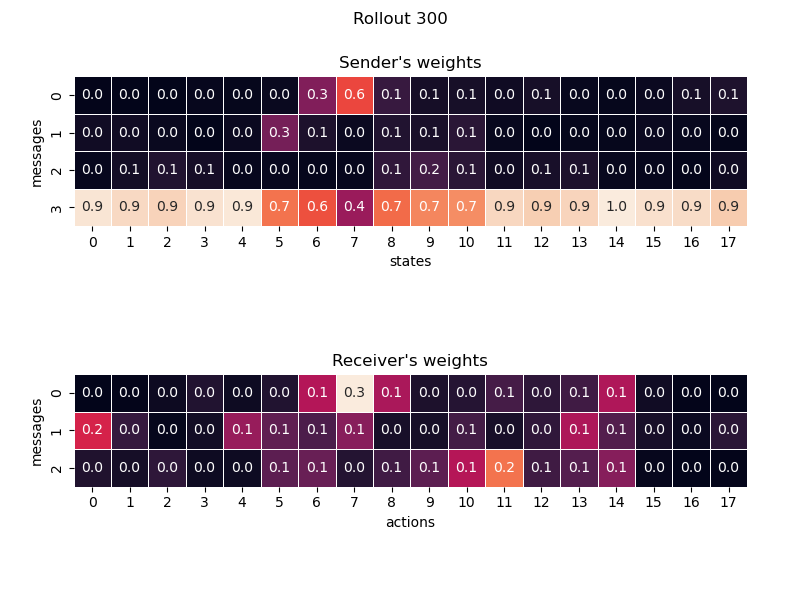 Rollout 300
Sender's weights
0 0.0 0.0 0.0 0.0 0.0 0.0 0.3 0.6 0.1 0.1 0.1 0.0 0.1 0.0 0.0 0.0 0.1 0.1
1 0.0 0.0 0.0 0.0 0.0 0.3 0.1 0.0 0.1 0.1 0.1 0.0 0.0 0.0 0.0 0.0 0.0 0.0
2 0.0 0.1 0.1 0.1 0.0 0.0 0.0 0.0 0.1 0.2 0.1 0.0 0.1 0.1 0.0 0.0 0.0 0.0
3 0.9 0.9 0.9 0.9 0.9 0.7 0.6 0.4 0.7 0.7 0.7 0.9 0.9 0.9 1.0 0.9 0.9 0.9
messages
0 1 2 3 4 5 6 7 8 9 10 11 12 13 14 15 16 17
states
Receiver's weights
0 0.0 0.0 0.0 0.0 0.0 0.0 0.1 0.3 0.1 0.0 0.0 0.1 0.0 0.1 0.1 0.0 0.0 0.0
1 0.2 0.0 0.0 0.0 0.1 0.1 0.1 0.1 0.0 0.0 0.1 0.0 0.0 0.1 0.1 0.0 0.0 0.0
2 0.0 0.0 0.0 0.0 0.0 0.1 0.1 0.0 0.1 0.1 0.1 0.2 0.1 0.1 0.1 0.0 0.0 0.0
messages
0 1 2 3 4 5 6 7 8 9 10 11 12 13 14 15 16 17
actions